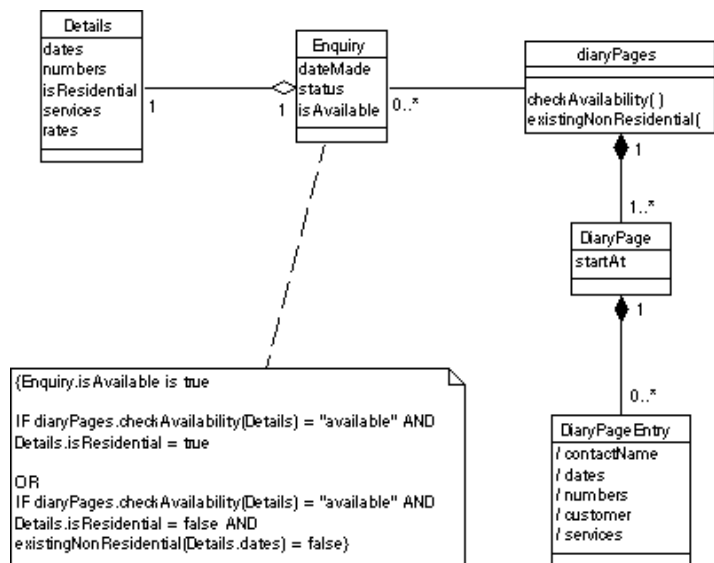 Details
dates
numbers
isResidential
services
rates
1
1
Enquiry
dateMade
status
isAvailable
0..*
diaryPages
checkAvailability( )
existingNonResidential(
1
1..*
DiaryPage
startAt
1
0..*
DiaryPageEntry
/ contactName
/ dates
/ numbers
/ customer
/ services
{Enquiry.isAvailable is true
IF diaryPages.checkAvailability(Details) = "available" AND
Details.isResidential = true
OR
IF diaryPages.checkAvailability(Details) = "available" AND
Details.isResidential = false AND
existingNonResidential(Details.dates) = false}